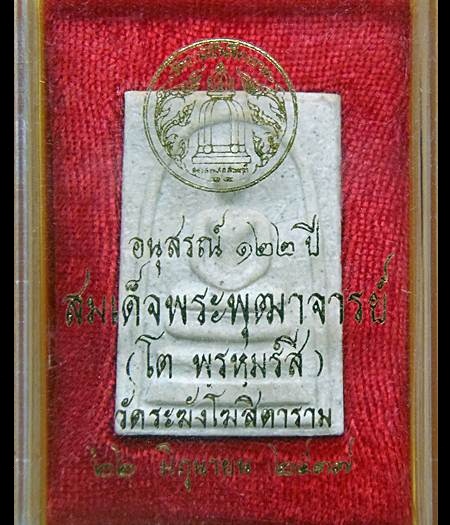 อนุสรณ์ ๑๒๒ ปี
สมเด็จพระพุฒาจารย์
(โต พฺรหฺมรํสี)
วัดระฆังโฆสิตาราม
๒๒ มิถุนายน ๒๕๓๗